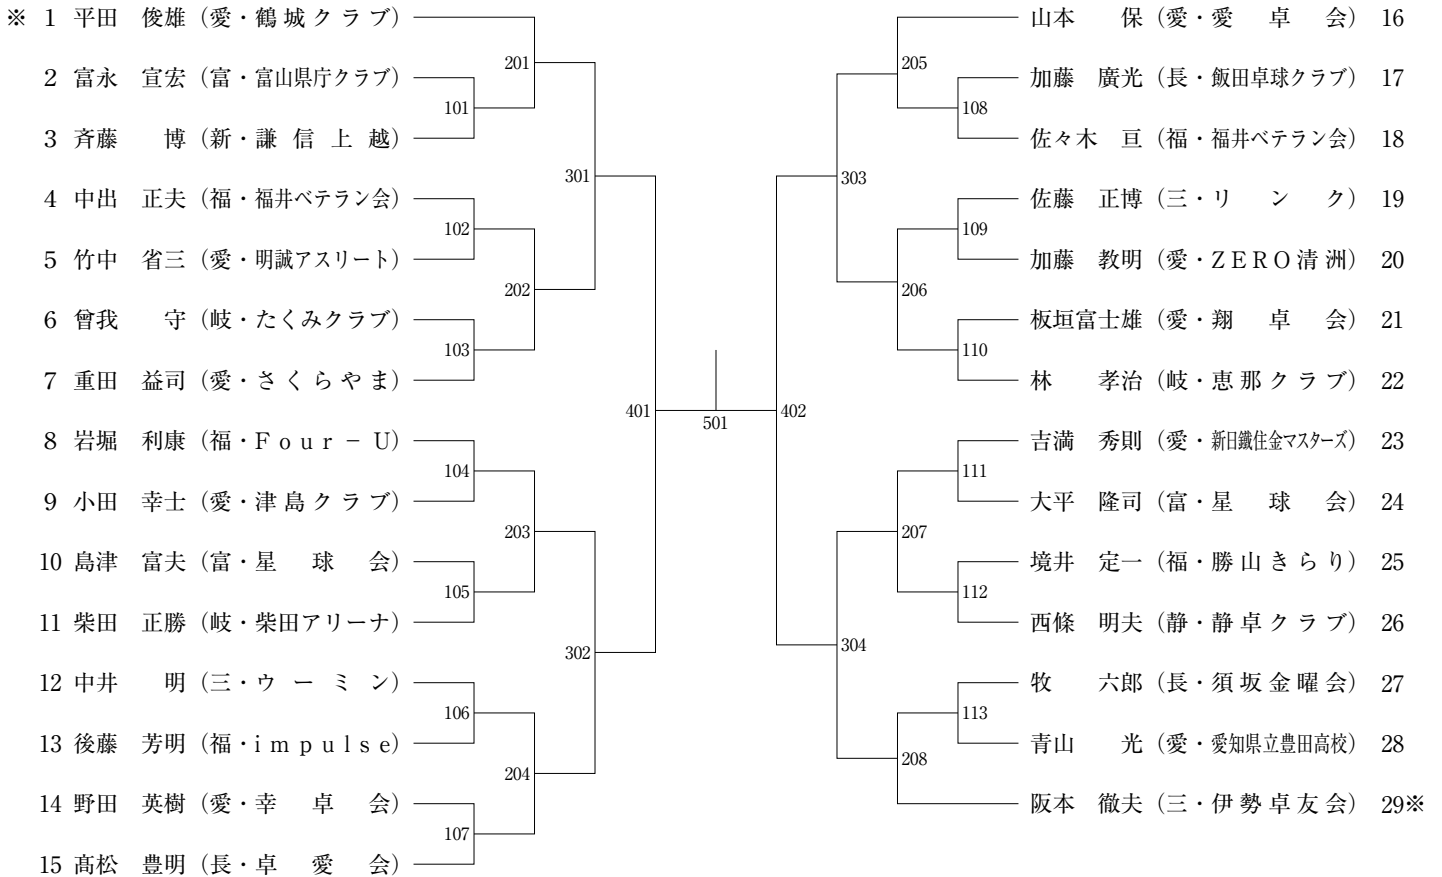 ※ 1 平田 俊雄（愛・鶴城クラブ）
2 富永 宣宏（富・富山県庁クラブ）
3 斉藤 博（新・謙信上越）
4 中出 正夫（福・福井ベテラン会）
5 竹中 省三（愛・明誠アスリート）
6 曾我 守（岐・たくみクラブ）
7 重田 益司（愛・さくらやま）
8 岩堀 利康（福・Four－U）
9 小田 幸士（愛・津島クラブ）
10 島津 富夫（富・星球会）
11 柴田 正勝（岐・柴田アリーナ）
12 中井 明（三・ウーミン）
13 後藤 芳明（福・impulse）
14 野田 英樹（愛・幸卓会）
15 髙松 豊明（長・卓愛会）
101
102
103
104
105
106
107
201
202
203
204
301
302
401
501
402
303
304
205
206
207
208
108
109
110
111
112
113
山本 保（愛・愛卓会） 16
加藤 廣光（長・飯田卓球クラブ） 17
佐々木 亘（福・福井ベテラン会） 18
佐藤 正博（三・リンク） 19
加藤 教明（愛・ZERO清洲） 20
板垣富士雄（愛・翔卓会） 21
林 孝治（岐・恵那クラブ） 22
吉満 秀則（愛・新日鐵住金マスターズ） 23
大平 隆司（富・星球会） 24
境井 定一（福・勝山きらり） 25
西條 明夫（静・静卓クラブ） 26
牧 六郎（長・須坂金曜会） 27
青山 光（愛・愛知県立豊田高校） 28
阪本 徹夫（三・伊勢卓友会） 29※